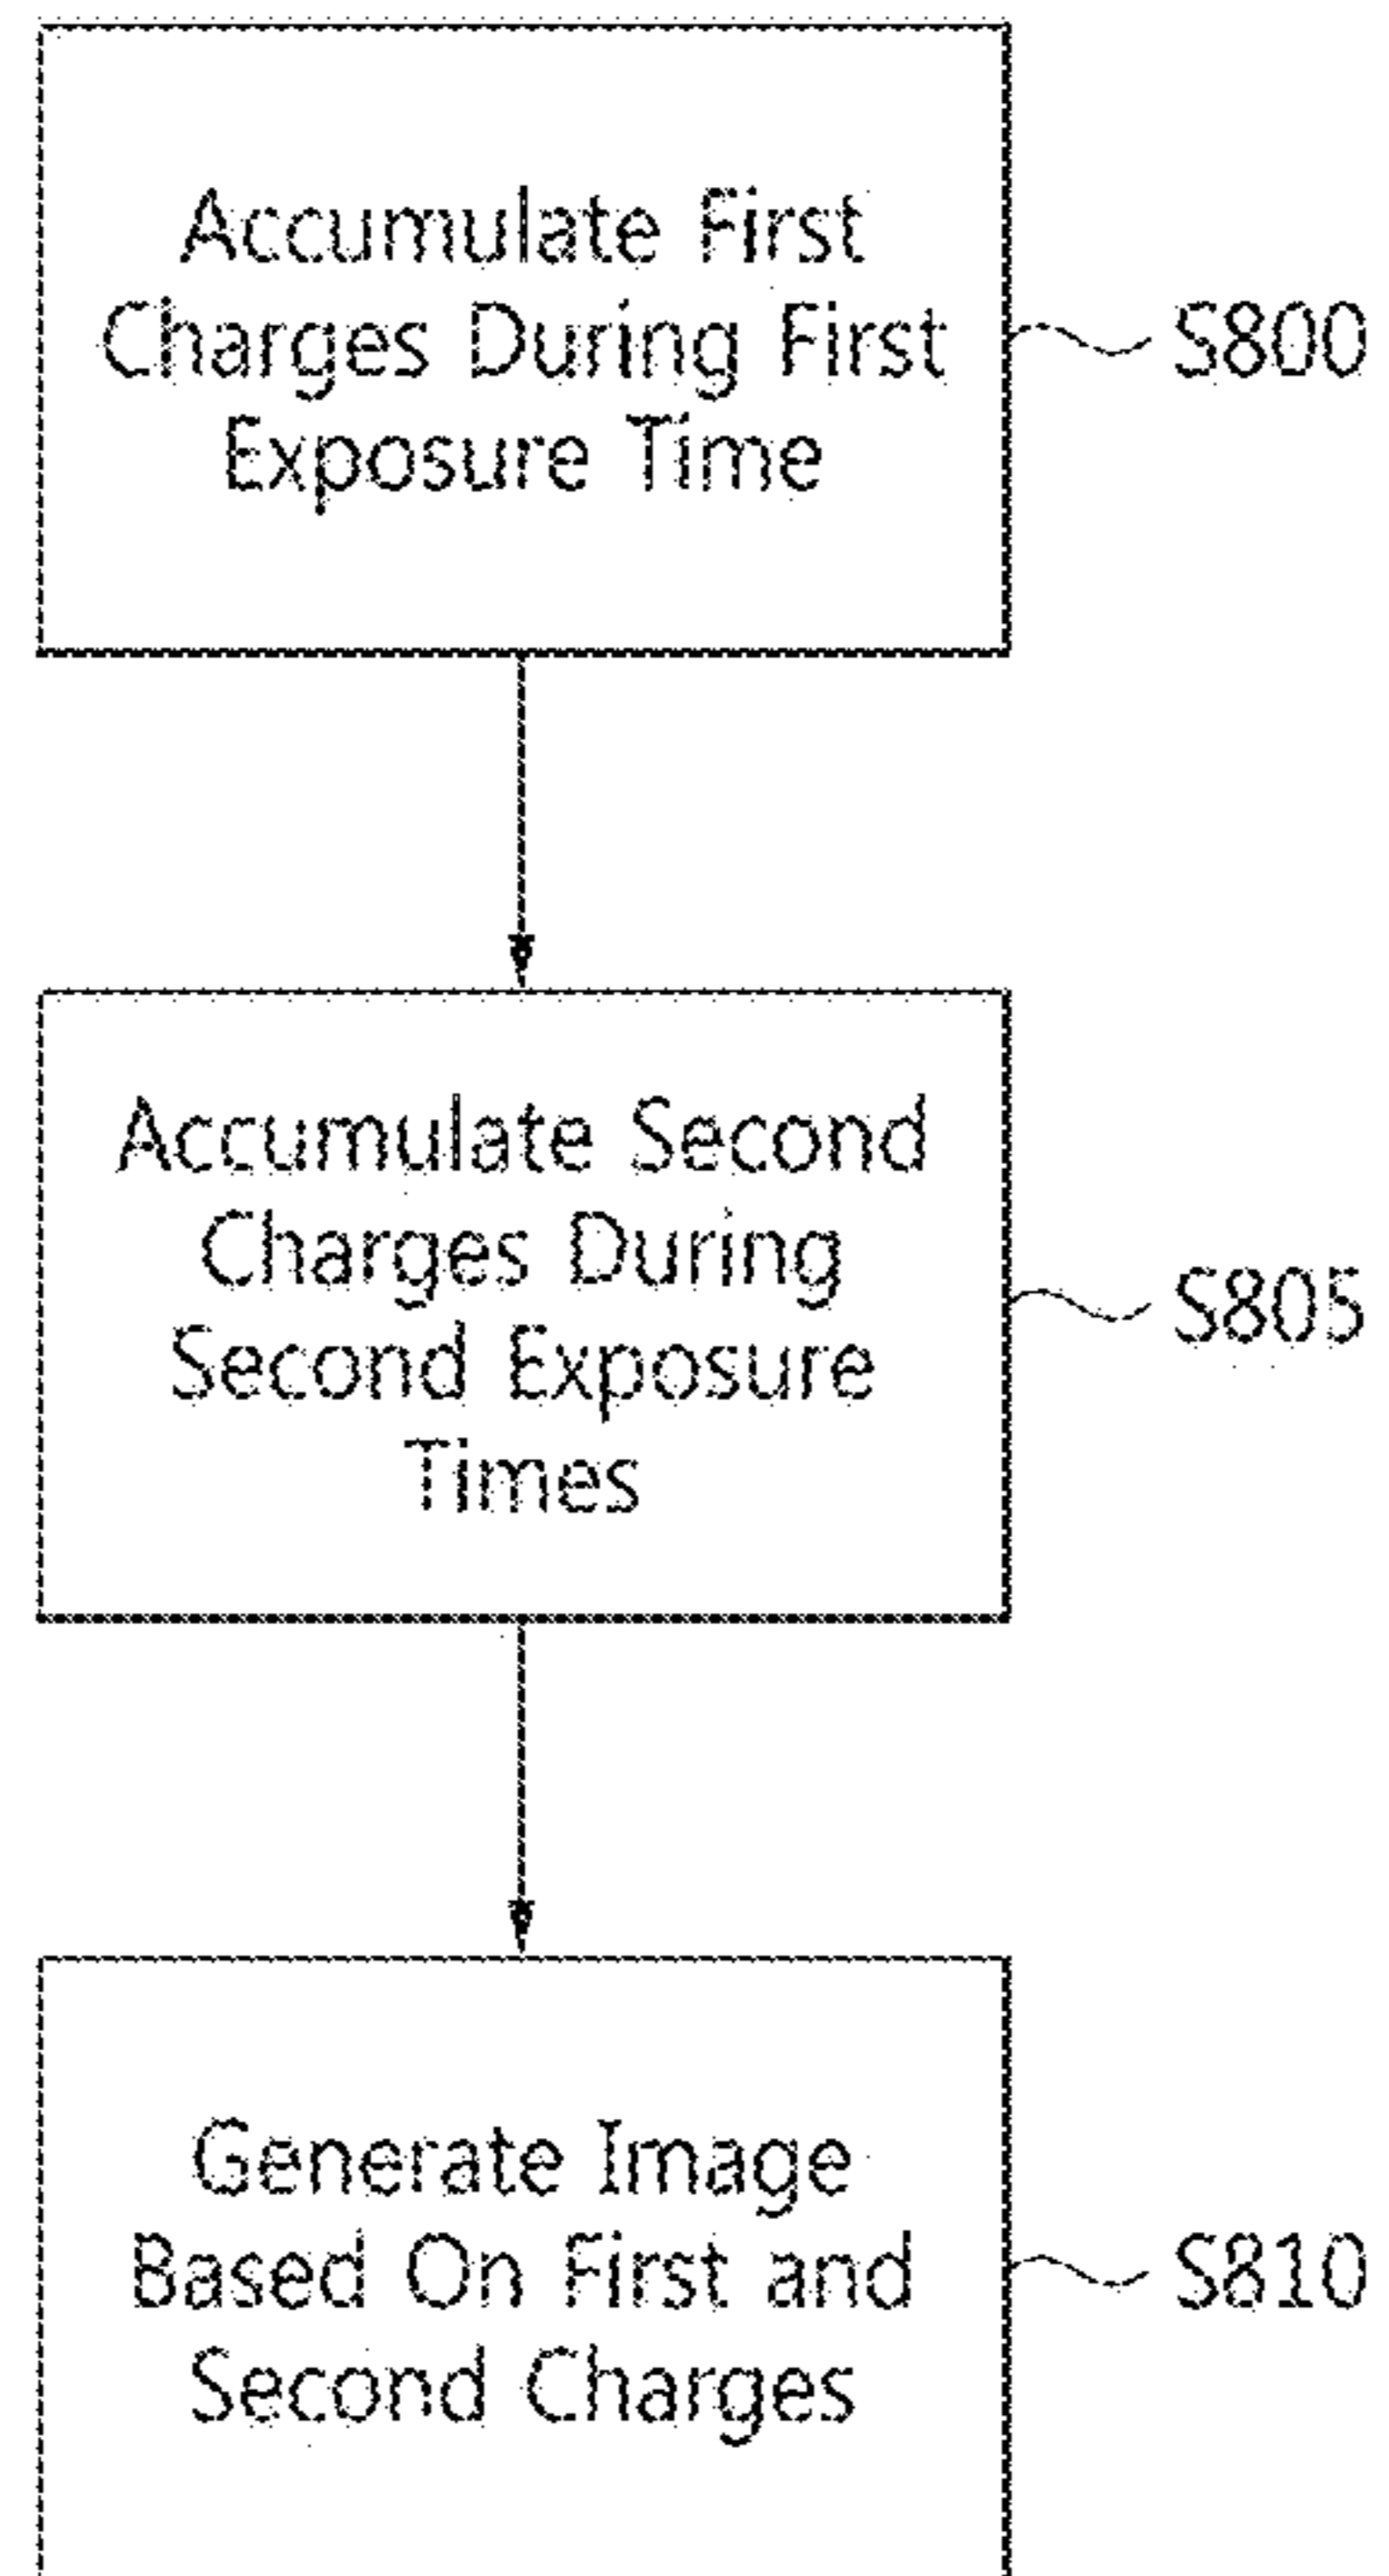 Accumulate First
Charges During First
Exposure Time
S800
Accumulate Second
Charges During
Second Exposure
Times
S805
Generate Image
Based On First and
Second Charges
S810